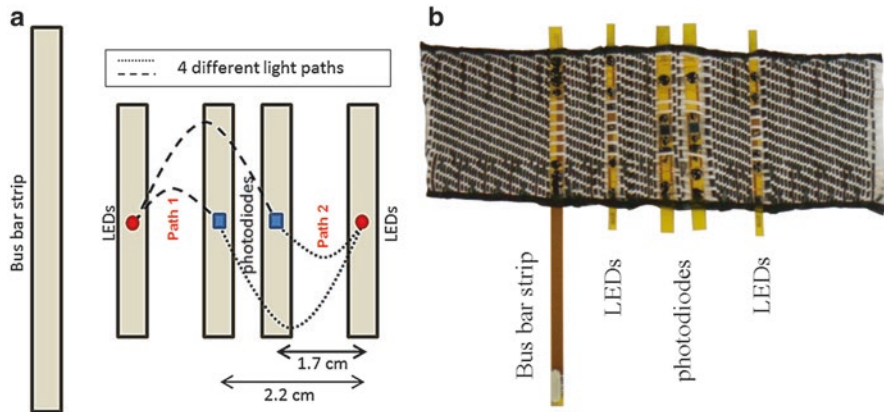 a
4 different light paths
Bus bar strip
LEDs
Path 1
photodiodes
Path 2
LEDs
1.7 cm
2.2 cm
b
Bus bar strip
LEDs
photodiodes
LEDs